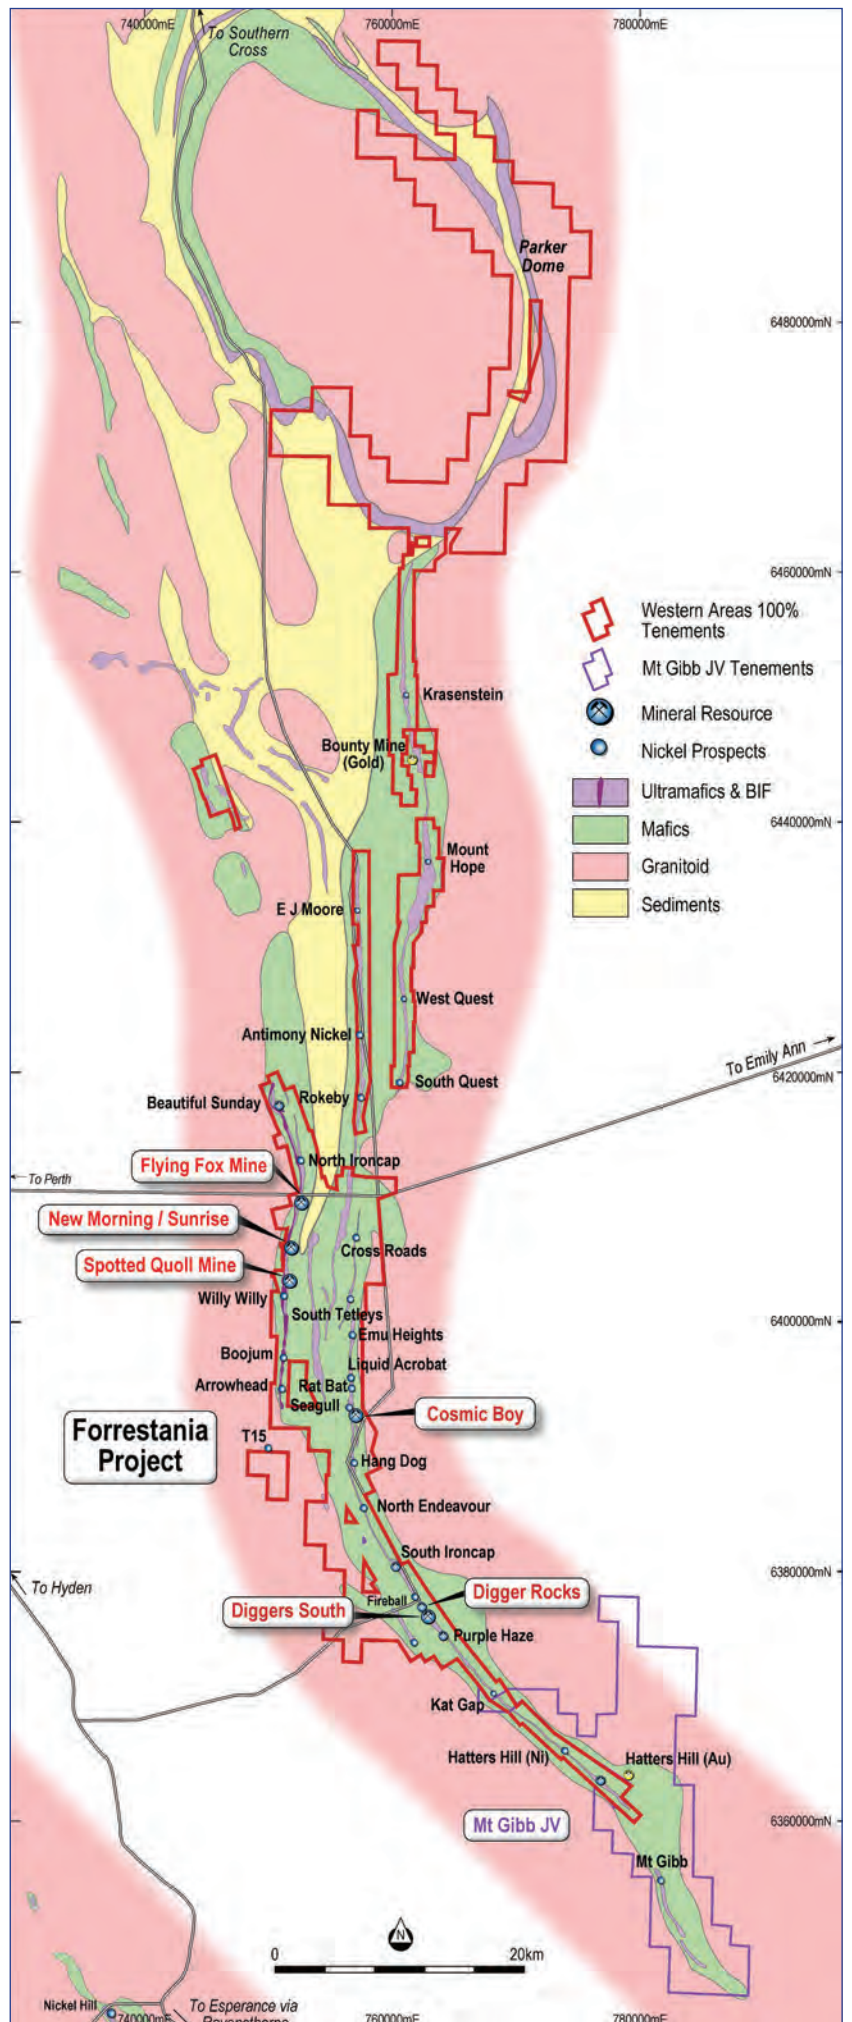 740000mE
760000mE
780000mE
To Southern
Cross
Parker
Dome
6480000mN
6460000mN
Western Areas 100%
Tenements
Mt Gibb JV Tenements
Mineral Resource
Nickel Prospects
Ultramafics & BIF
Mafics
Granitoid
Sediments
Krasenstein
Bounty Mine
(Gold)
6440000mN
Mount
Hope
E J Moore
West Quest
Antimony Nickel
To Emily Ann
6420000mN
South Quest
Rokeby
Beautiful Sunday
North Ironcap
Flying Fox Mine
To Perth
New Morning / Sunrise
Cross Roads
Spotted Quoll Mine
Willy Willy
South Tetleys
6400000mN
Emu Heights
Boojum
Liquid Acrobat
Arrowhead
Rat Bat
Seagull
Cosmic Boy
Forrestania
Project
T15
Hang Dog
North Endeavour
South Ironcap
6380000mN
To Hyden
Digger Rocks
Fireball
Diggers South
Purple Haze
Kat Gap
Hatters Hill (Ni)
Hatters Hill (Au)
Mt Gibb JV
6360000mN
Mt Gibb
N
0
20km
Nickel Hill
To Esperance via
740000mE
760000mE
780000mE